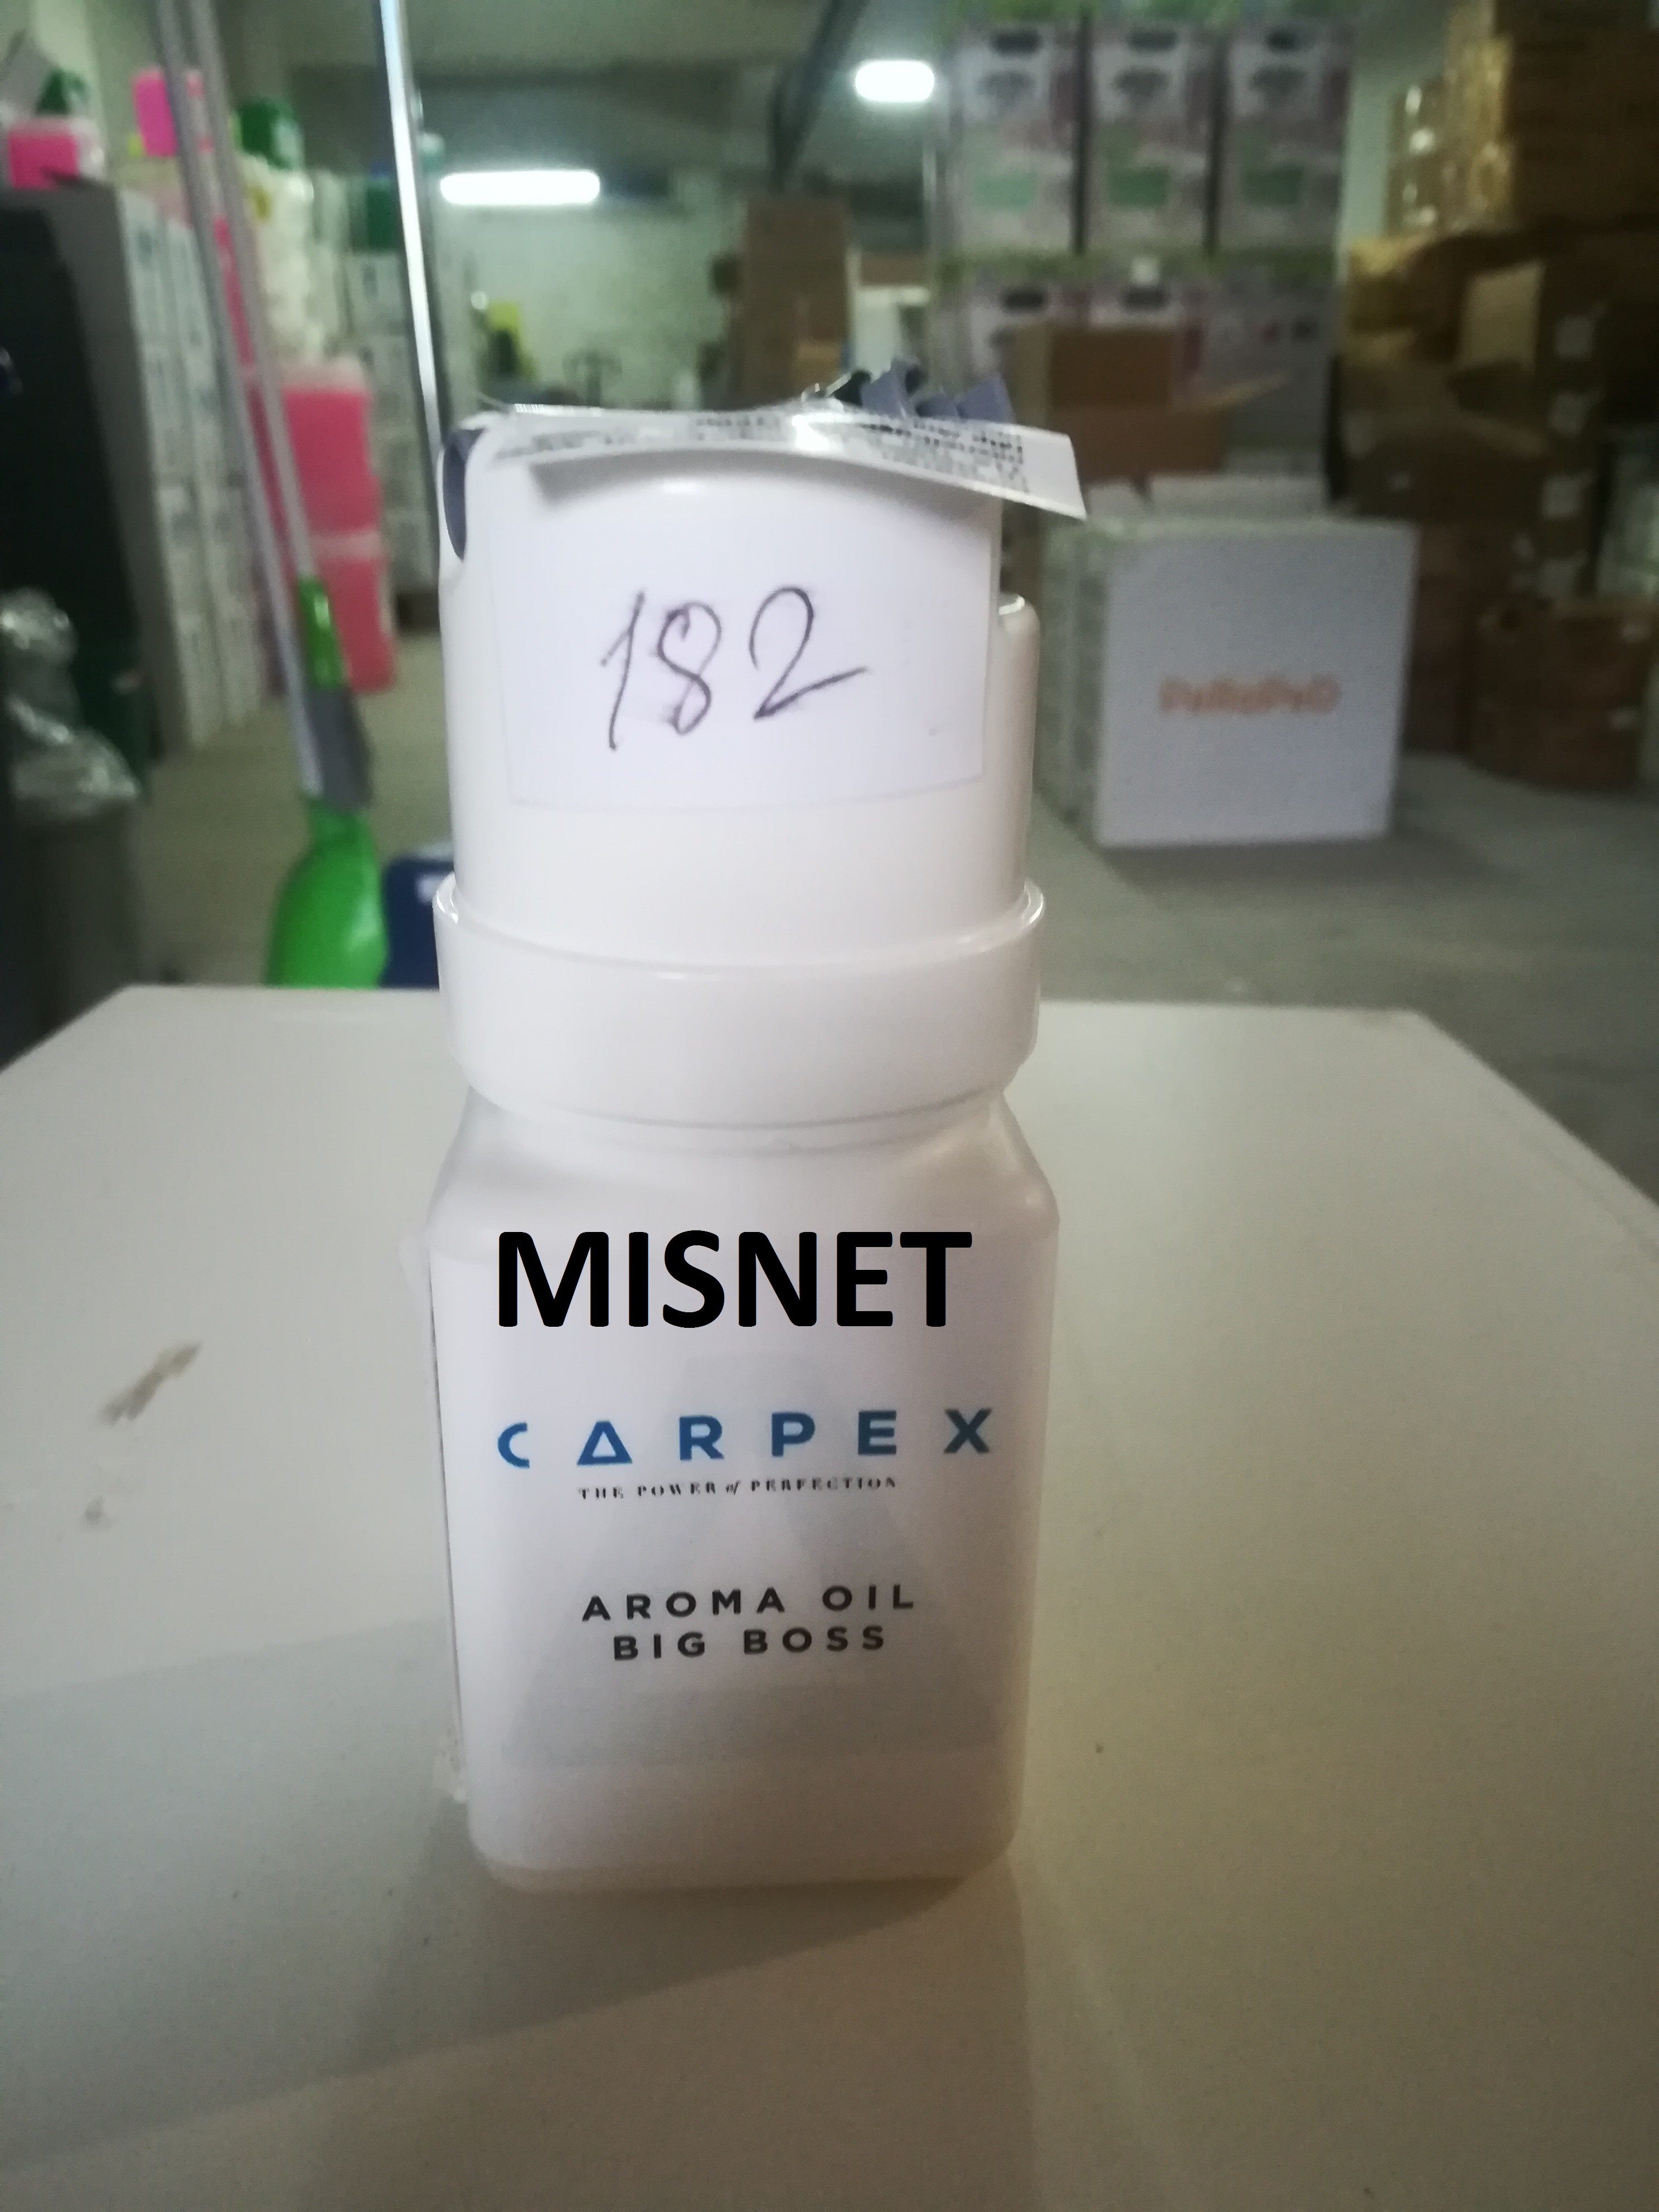 182
MISNET
CARPEX
THE POWER of PERFECTION
AROMA OIL
BIG BOSS